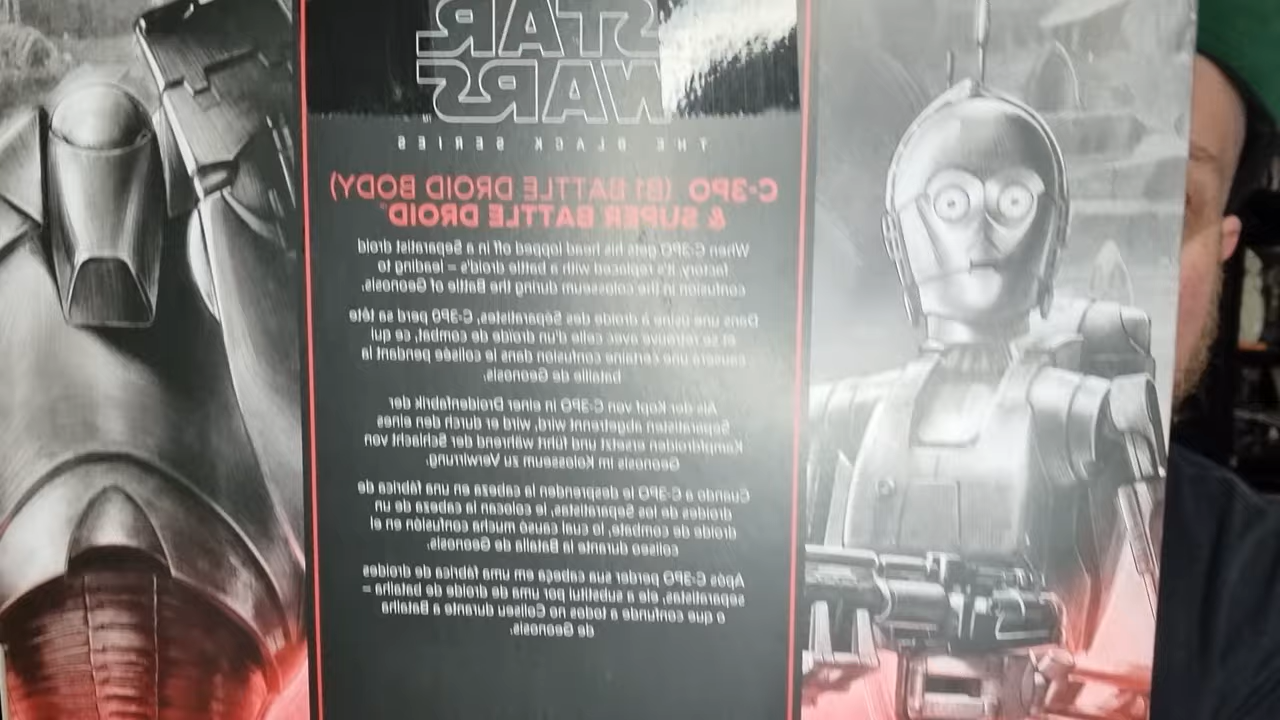 STAR
WARS™
THE BLACK SERIES
C-3PO (B1 BATTLE DROID BODY)
& SUPER BATTLE DROID™
When C-3PO gets his head lopped off in a Separatist droid
factory, it's replaced with a battle droid's – leading to
confusion in the colosseum during the Battle of Geonosis.
Dans une usine à droïde des Séparatistes, C-3PO perd sa tête
et se retrouve avec celle d'un droïde de combat, ce qui
causera une certaine confusion dans le colisée pendant la
bataille de Geonosis.
Als der Kopf von C-3PO in einer Droidenfabrik der
Separatisten abgetrennt wird, wird er durch den eines
Kampfdroiden ersetzt und führt während der Schlacht von
Geonosis im Kolosseum zu Verwirrung.
Cuando a C-3PO le desprenden la cabeza en una fábrica de
droides de los Separatistas, le colocan la cabeza de un
droide de combate, lo cual causó mucha confusión en el
coliseo durante la Batalla de Geonosis.
Após C-3PO perder sua cabeça em uma fábrica de droides
separatistas, ele a substitui por uma de droide de batalha –
o que confunde a todos no Coliseu durante a Batalha
de Geonosis.